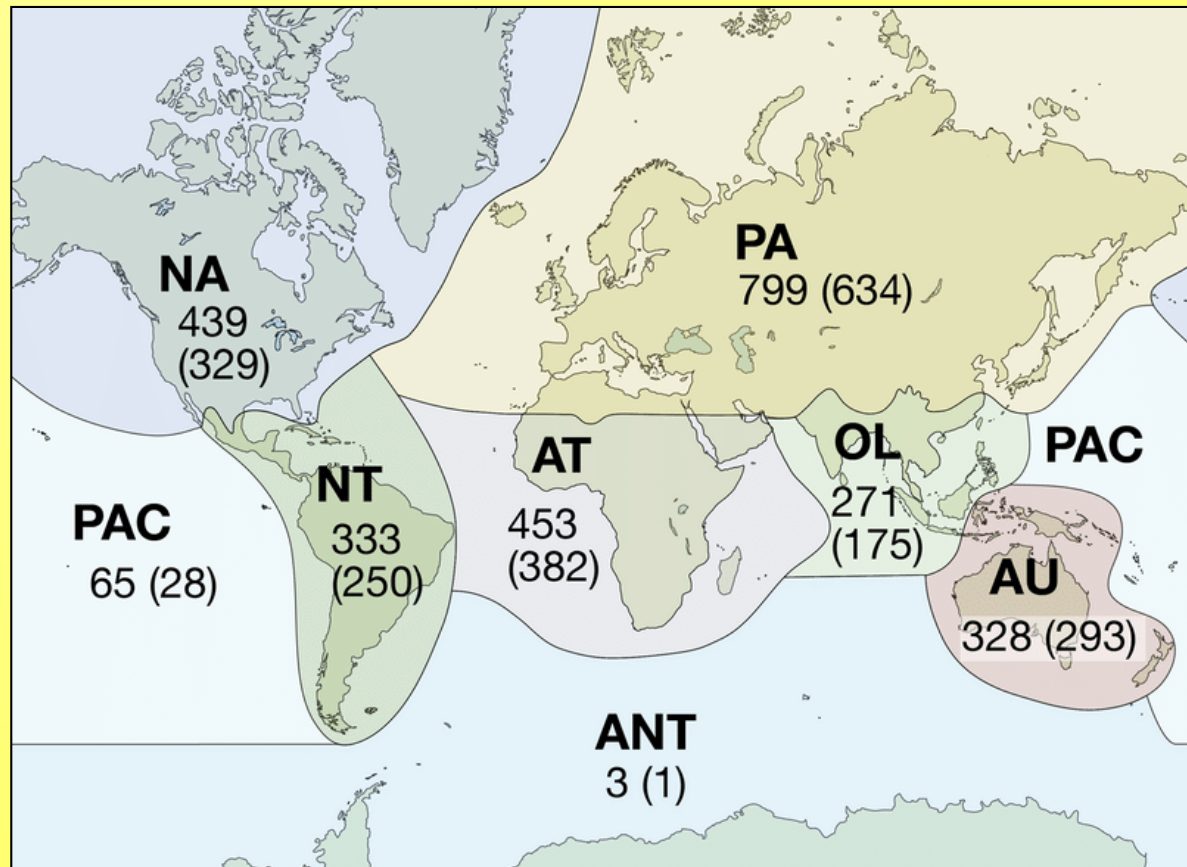 NA
439
(329)
PA
799 (634)
NT
333
(250)
AT
453
(382)
OL
271
(175)
PAC
PAC
65 (28)
AU
328 (293)
ANT
3 (1)